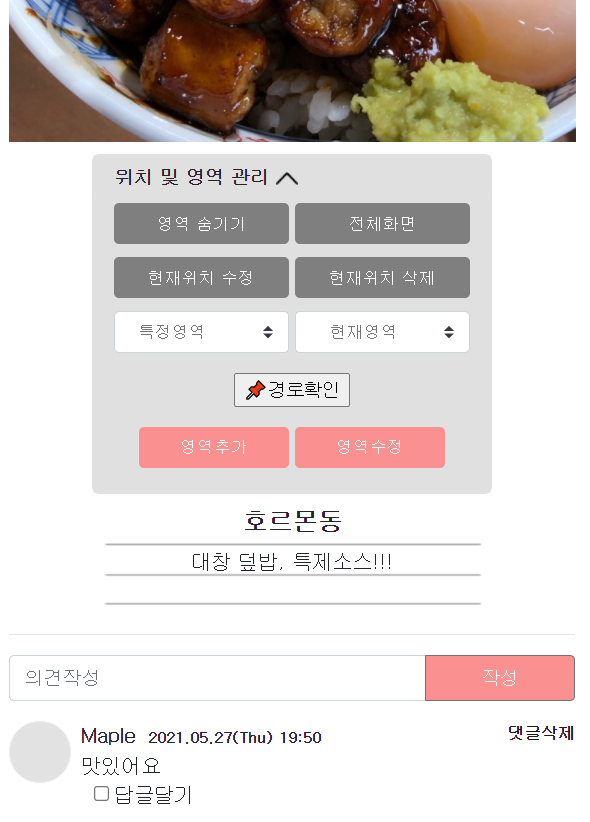 위치 및 영역 관리
영역 숨기기 전체화면
현재위치 수정 현재위치 삭제
특정영역 현재영역
경로확인
영역추가 영역수정
호르몬동
대창 덮밥, 특제소스!!!
의견작성 작성
Maple 2021.05.27(Thu) 19:50 댓글삭제
맛있어요
답글달기